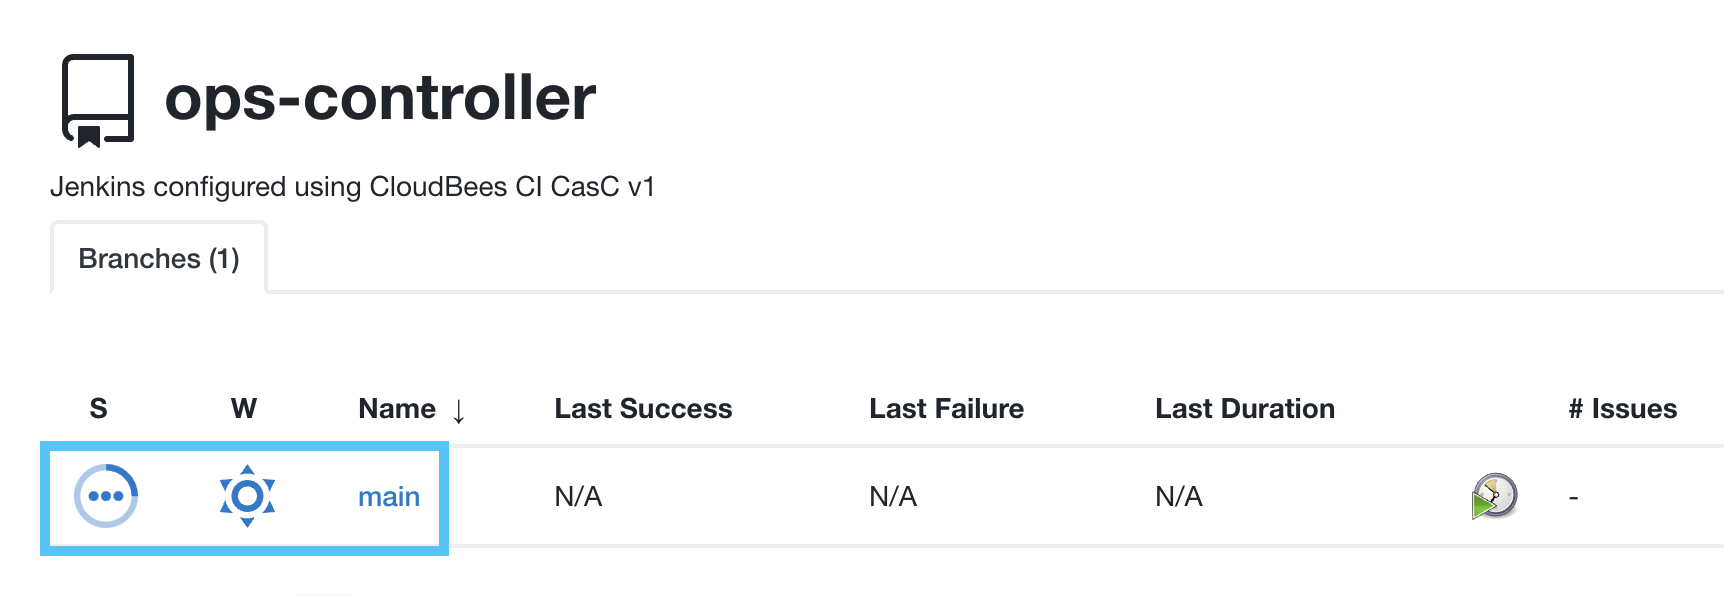 ops-controller
Jenkins configured using CloudBees CI CasC v1
Branches (1)
S W Name ↓ Last Success Last Failure Last Duration # Issues
main N/A N/A N/A -